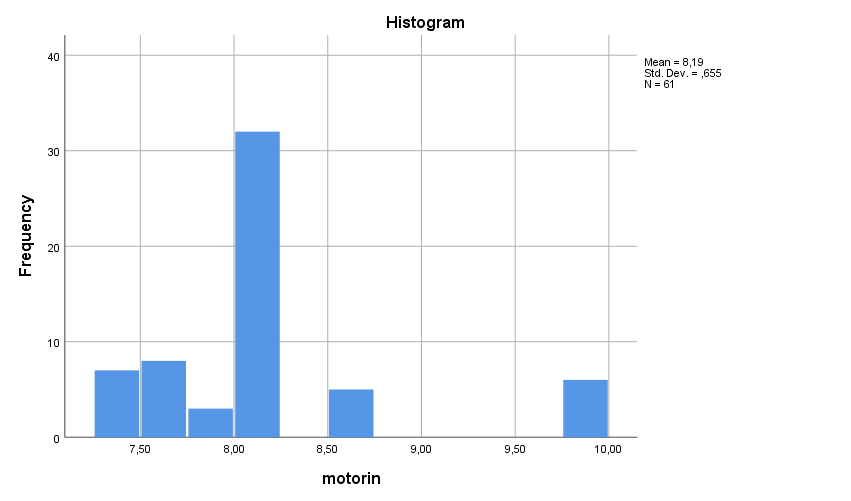 Histogram
Mean = 8,19
Std. Dev. = ,655
N = 61
Frequency
40
30
20
10
0
7,50 8,00 8,50 9,00 9,50 10,00
motorin